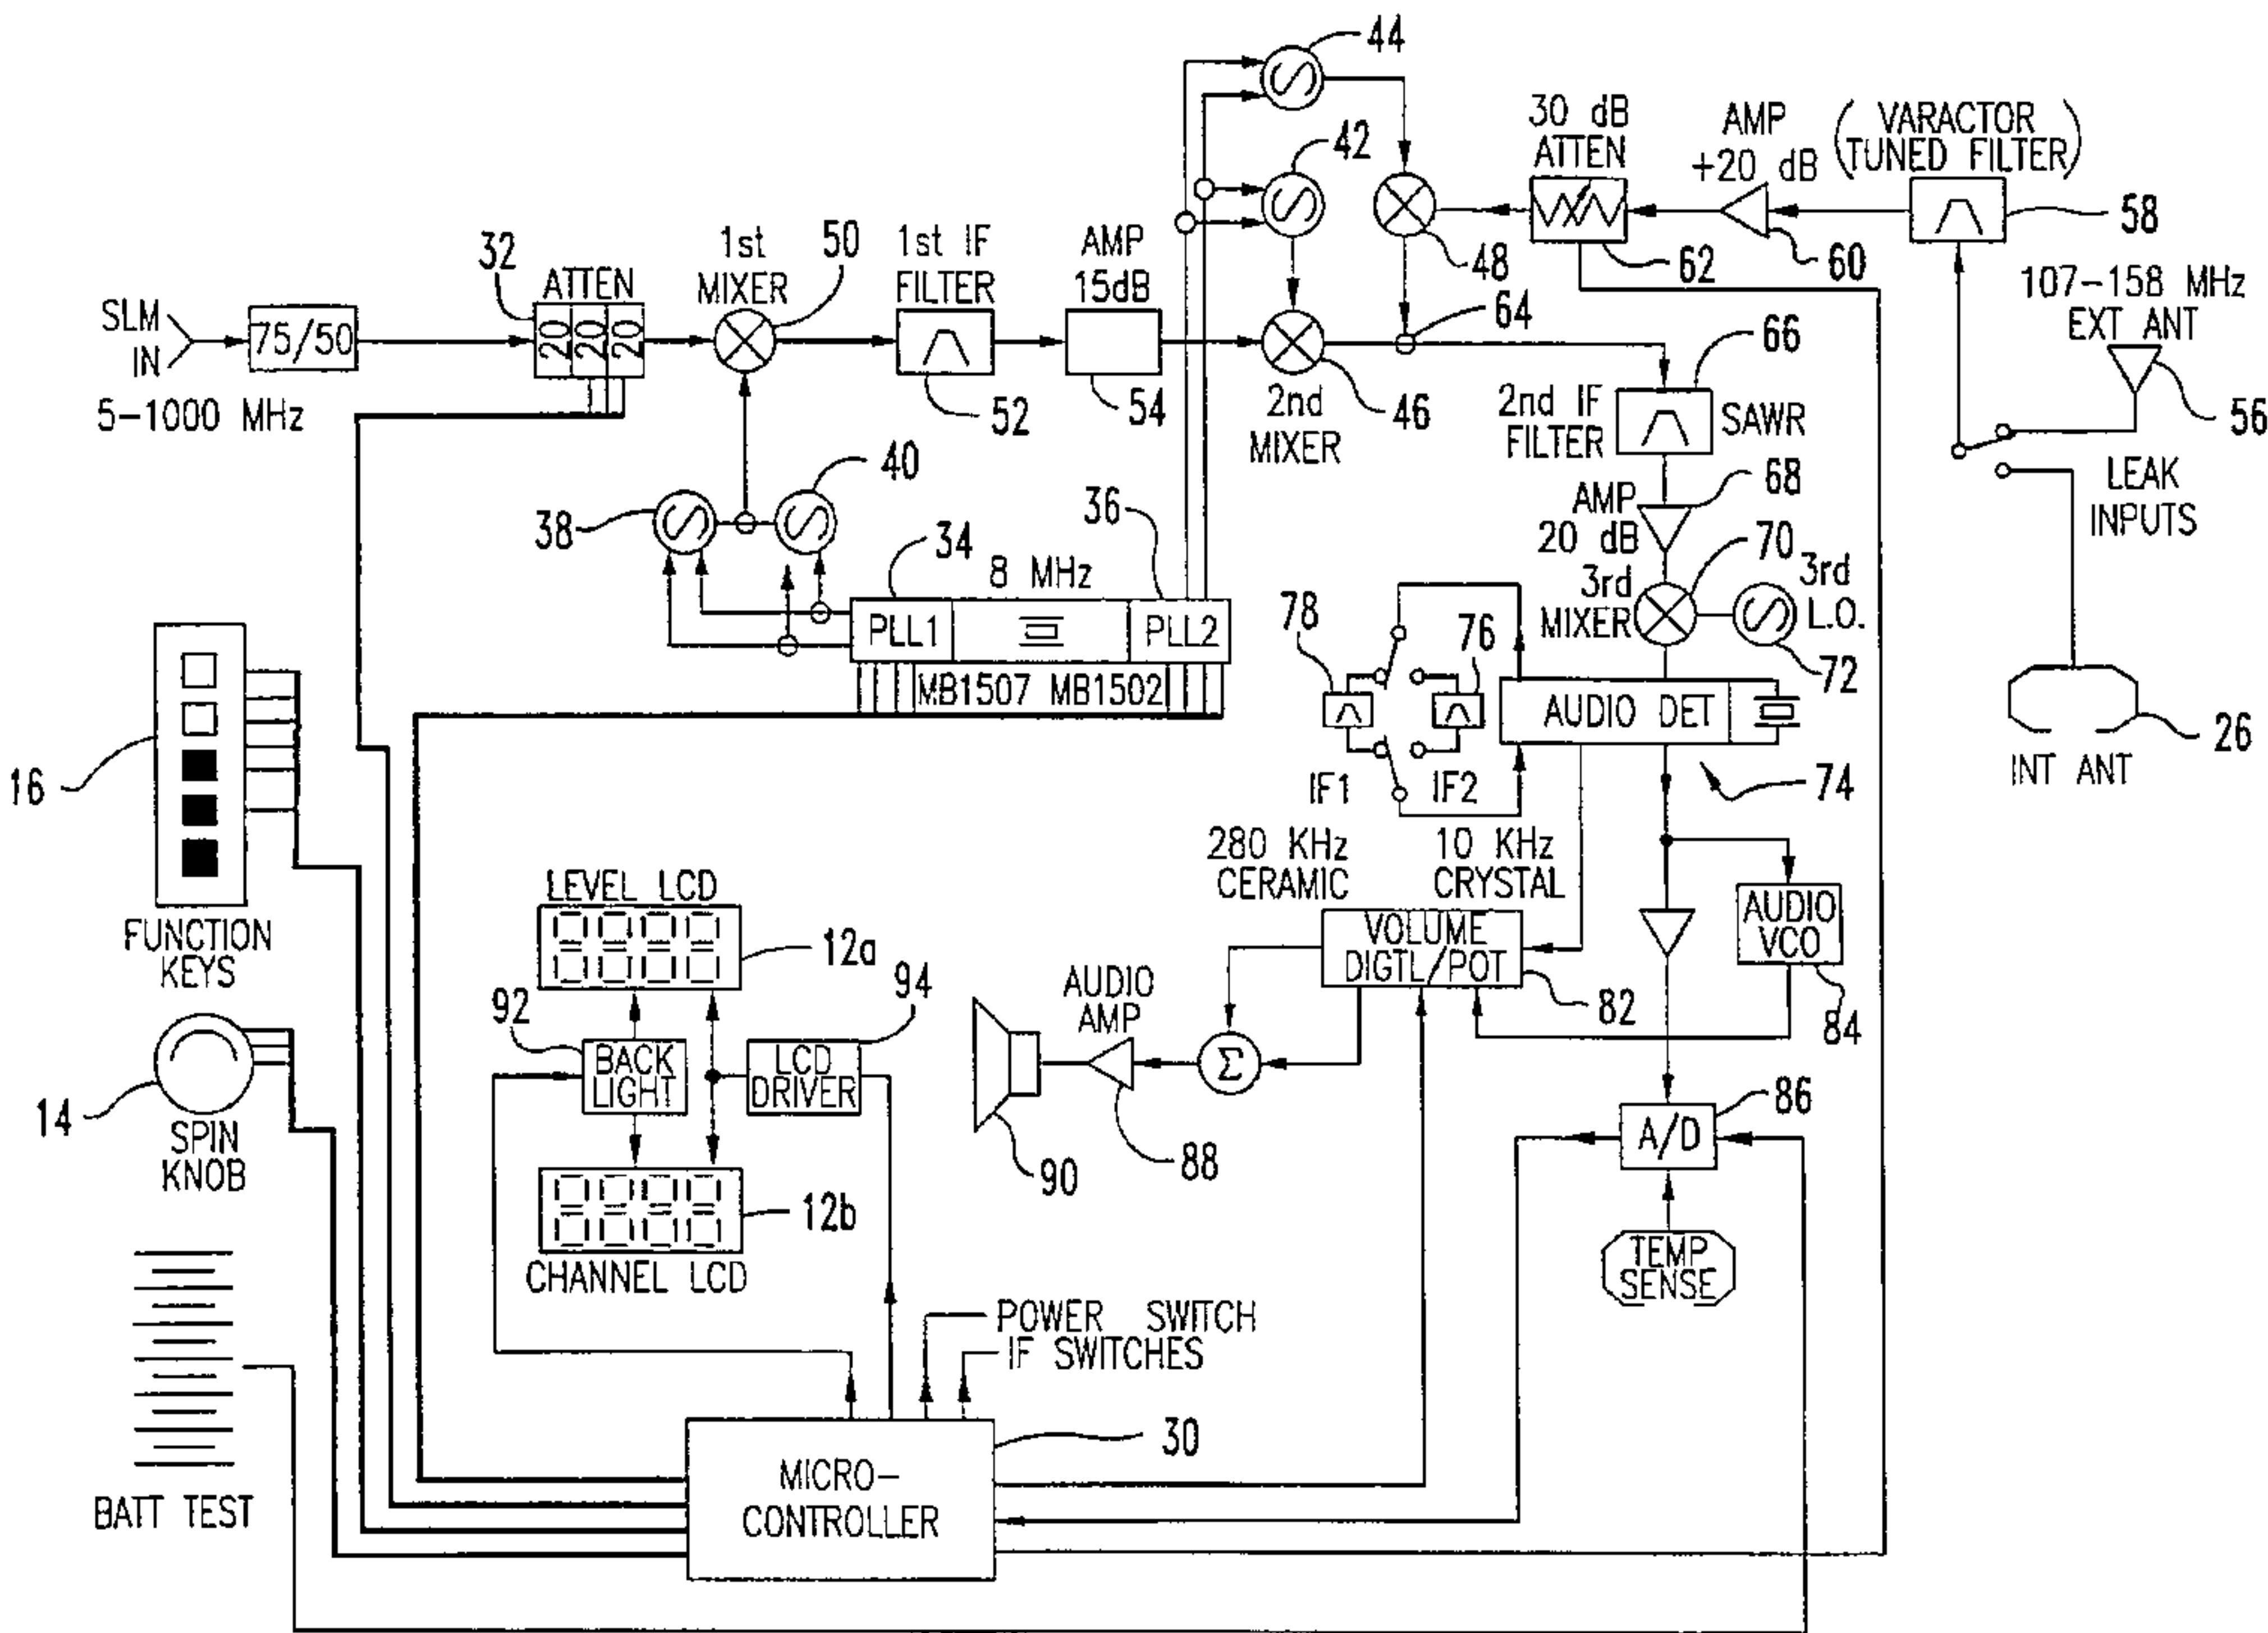 44
30 dB
ATTEN
AMP
+20 dB
(VARACTOR
TUNED FILTER)
42
58
32
ATTEN
1st
MIXER
50
1st IF
FILTER
AMP
15dB
48
62
60
107-158 MHz
EXT ANT
SLM
IN
75/50
20
20
20
64
66
5-1000 MHz
52
54
2nd
MIXER
46
2nd IF
FILTER
SAWR
56
LEAK
INPUTS
40
38
36
34
8 MHz
AMP
20 dB
68
70
3rd
MIXER
3rd
L.O.
72
PLL1
PLL2
MB1507 MB1502
78
76
AUDIO DET
26
INT ANT
16
IF1
IF2
74
280 KHz
CERAMIC
10 KHz
CRYSTAL
FUNCTION
KEYS
LEVEL LCD
12a
VOLUME
DIGTL/POT
82
AUDIO
VCO
84
92
94
AUDIO
AMP
BACK
LIGHT
LCD
DRIVER
Σ
14
SPIN
KNOB
88
90
A/D
86
12b
CHANNEL LCD
TEMP
SENSE
POWER SWITCH
IF SWITCHES
30
BATT TEST
MICRO-
CONTROLLER